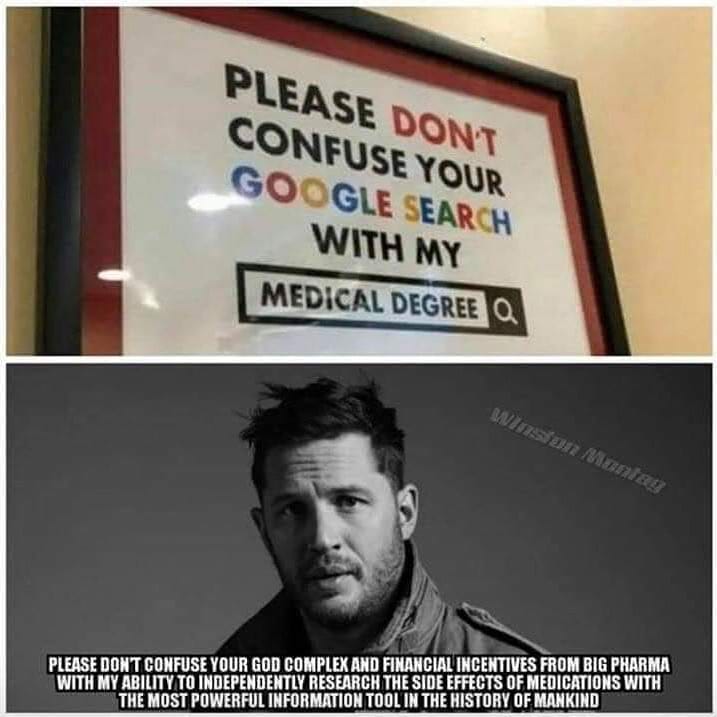 PLEASE DON'T
CONFUSE YOUR
GOOGLE SEARCH
WITH MY
MEDICAL DEGREE
Winston Montag
PLEASE DON'T CONFUSE YOUR GOD COMPLEX AND FINANCIAL INCENTIVES FROM BIG PHARMA
WITH MY ABILITY TO INDEPENDENTLY RESEARCH THE SIDE EFFECTS OF MEDICATIONS WITH
THE MOST POWERFUL INFORMATION TOOL IN THE HISTORY OF MANKIND